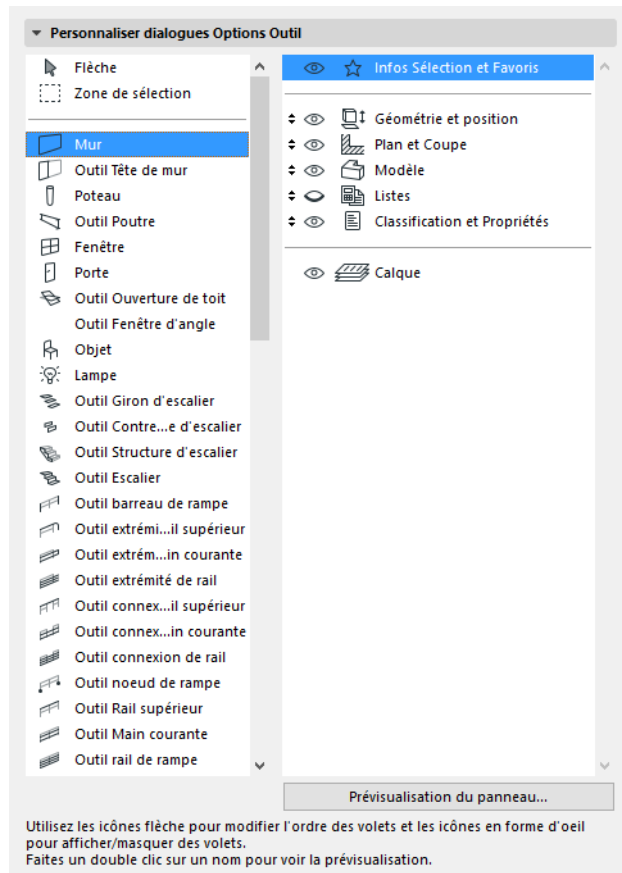 Personnaliser dialogues Options Outil
Flèche
Zone de sélection
Mur
Outil Tête de mur
Poteau
Outil Poutre
Fenêtre
Porte
Outil Ouverture de toit
Outil Fenêtre d'angle
Objet
Lampe
Outil Giron d'escalier
Outil Contre...e d'escalier
Outil Structure d'escalier
Outil Escalier
Outil barreau de rampe
Outil extrémi...il supérieur
Outil extrém...in courante
Outil extrémité de rail
Outil connex...il supérieur
Outil connex...in courante
Outil connexion de rail
Outil noeud de rampe
Outil Rail supérieur
Outil Main courante
Outil rail de rampe
Infos Sélection et Favoris
Géométrie et position
Plan et Coupe
Modèle
Listes
Classification et Propriétés
Calque
Prévisualisation du panneau...
Utilisez les icônes flèche pour modifier l'ordre des volets et les icônes en forme d'oeil
pour afficher/masquer des volets.
Faites un double clic sur un nom pour voir la prévisualisation.